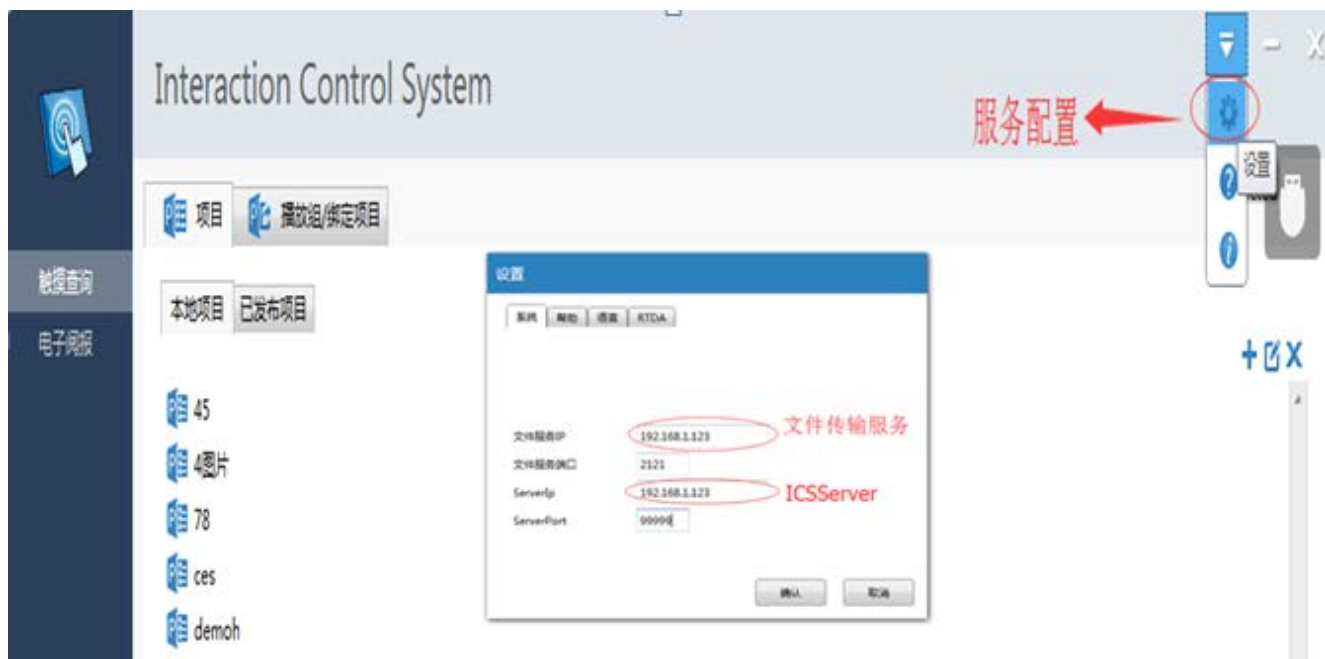 Interaction Control System
X
服务配置
设置
项目
播放组/绑定项目
触摸查询
电子阅报
本地项目
已发布项目
设置
系统
帮助
语言
RTDA
文件服务IP
192.168.1.123
文件传输服务
文件服务端口
2121
ServerIp
192.168.1.123
ICSServer
ServerPort
99999
确认
取消
45
4图片
78
ces
demoh